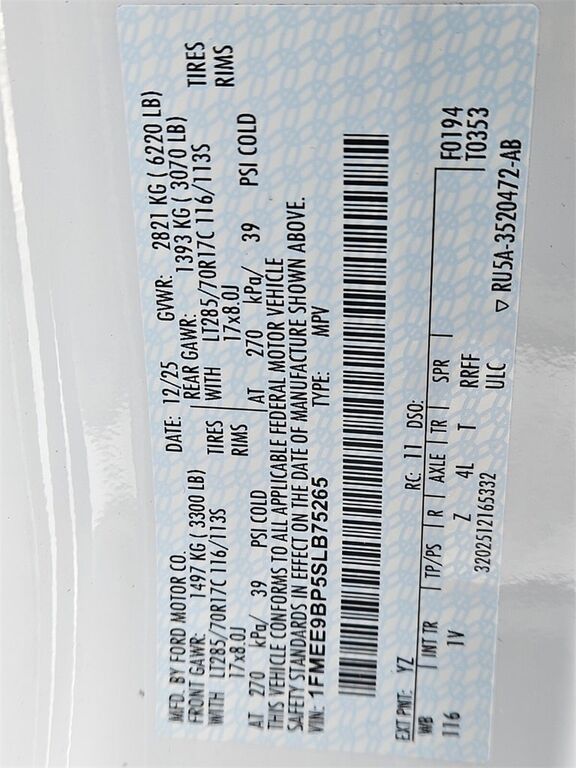 MFD. BY FORD MOTOR CO.
DATE: 12/25 GVWR: 2821 KG ( 6220 LB)
FRONT GAWR: 1497 KG ( 3300 LB)
REAR GAWR: 1393 KG ( 3070 LB)
WITH LT285/70R17C 116/113S TIRES
WITH LT285/70R17C 116/113S TIRES
17x8.0J RIMS
17x8.0J RIMS
AT 270 kPa/ 39 PSI COLD
AT 270 kPa/ 39 PSI COLD
THIS VEHICLE CONFORMS TO ALL APPLICABLE FEDERAL MOTOR VEHICLE
SAFETY STANDARDS IN EFFECT ON THE DATE OF MANUFACTURE SHOWN ABOVE.
VIN: 1FMEE9BP5SLB75265 TYPE: MPV
EXT PNT: YZ RC: 11 DSO: F0194
WB INT TR TP/PS R AXLE TR SPR T0353
116 1V Z 4L T RRFF
3202512165332 ULC ▽ RU5A-3520472-AB